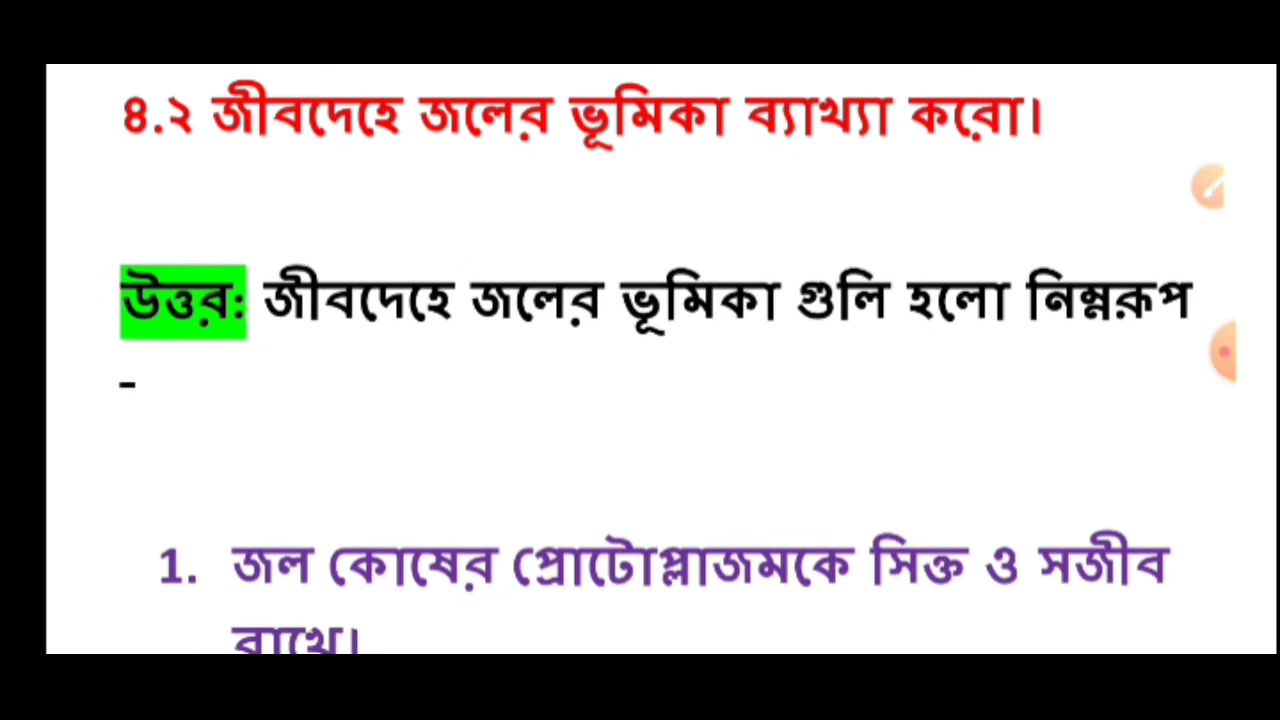 ৪.২ জীবদেহে জলের ভূমিকা ব্যাখ্যা করো।
উত্তর: জীবদেহে জলের ভূমিকা গুলি হলো নিম্নরূপ
-
1. জল কোষের প্রোটোপ্লাজমকে সিক্ত ও সজীব
রাখে।